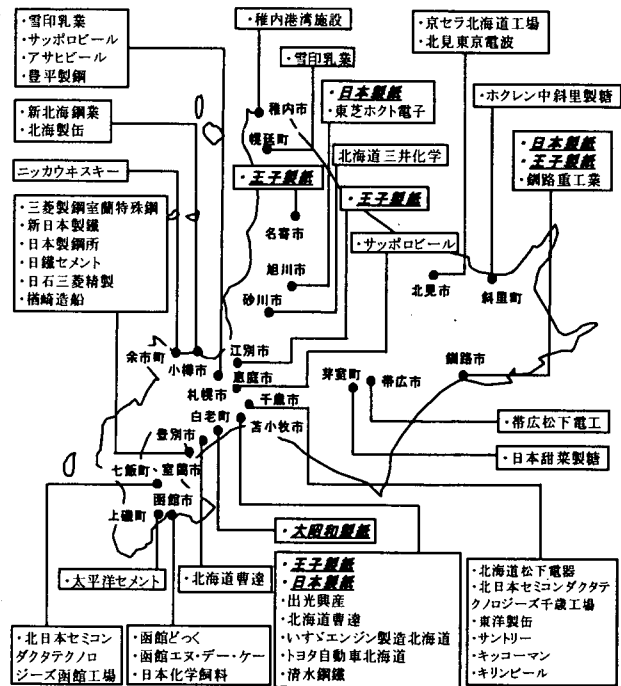 ・雪印乳業
・サッポロビール
・アサヒビール
・豊平製鋼
・稚内港湾施設
・雪印乳業
・京セラ北海道工場
・北見東京電波
・日本製紙
・東芝ホクト電子
・ホクレン中斜里製糖
・新北海鋼業
・北海製缶
稚内市
幌延町
北海道三井化学
・日本製紙
・王子製紙
・釧路重工業
ニッカウヰスキー
・王子製紙
・王子製紙
・三菱製鋼室蘭特殊鋼
・新日本製鐵
・日本製鋼所
・日鐵セメント
・日石三菱精製
・楢崎造船
名寄市
・サッポロビール
旭川市
北見市
斜里町
砂川市
余市町
小樽市
江別市
恵庭市
札幌市
千歳市
芽室町
帯広市
釧路市
白老町
苫小牧市
登別市
・帯広松下電工
七飯町
室蘭市
・日本甜菜製糖
函館市
上磯町
・大昭和製紙
・太平洋セメント
・北海道曹達
・王子製紙
・日本製紙
・出光興産
・北海道曹達
・いすゞエンジン製造北海道
・トヨタ自動車北海道
・清水鋼鐵
・北海道松下電器
・北日本セミコンダクタテ
クノロジーズ千歳工場
・東洋製缶
・サントリー
・キッコーマン
・キリンビール
・北日本セミコン
ダクタテクノロ
ジーズ函館工場
・函館どっく
・函館エヌ・デー・ケー
・日本化学飼料